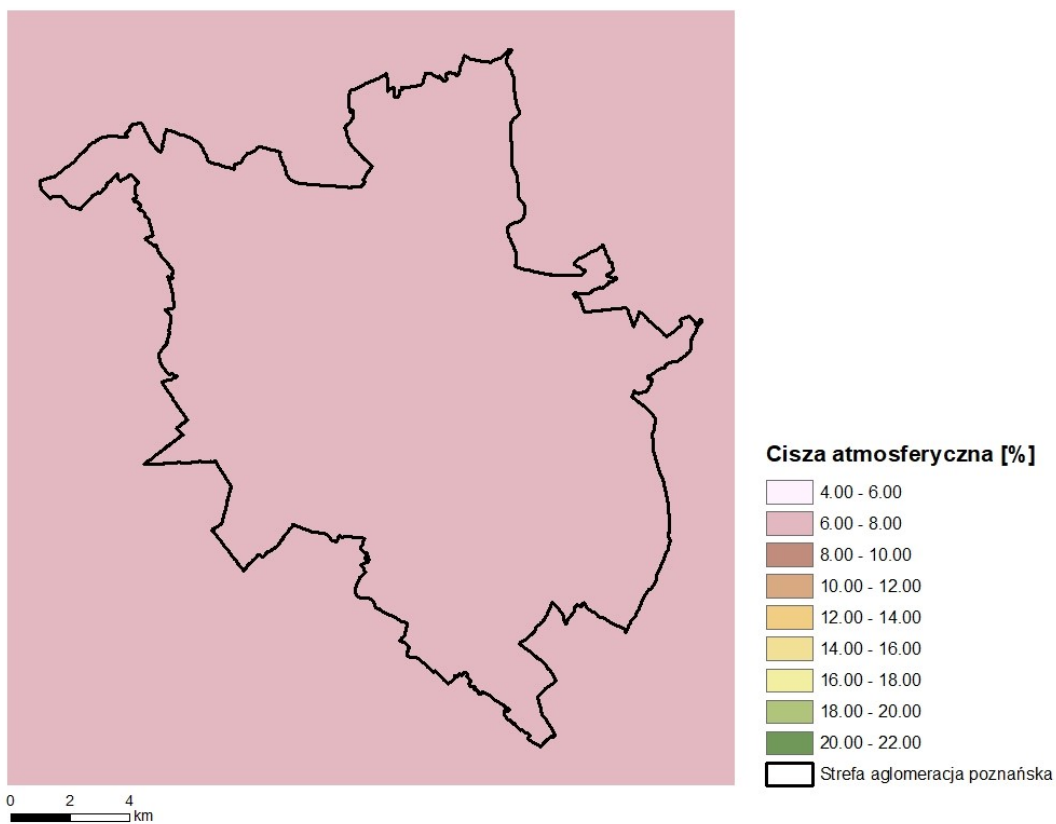 Cisza atmosferyczna [%]
4.00 - 6.00
6.00 - 8.00
8.00 - 10.00
10.00 - 12.00
12.00 - 14.00
14.00 - 16.00
16.00 - 18.00
18.00 - 20.00
20.00 - 22.00
Strefa aglomeracja poznańska
0 2 4
km